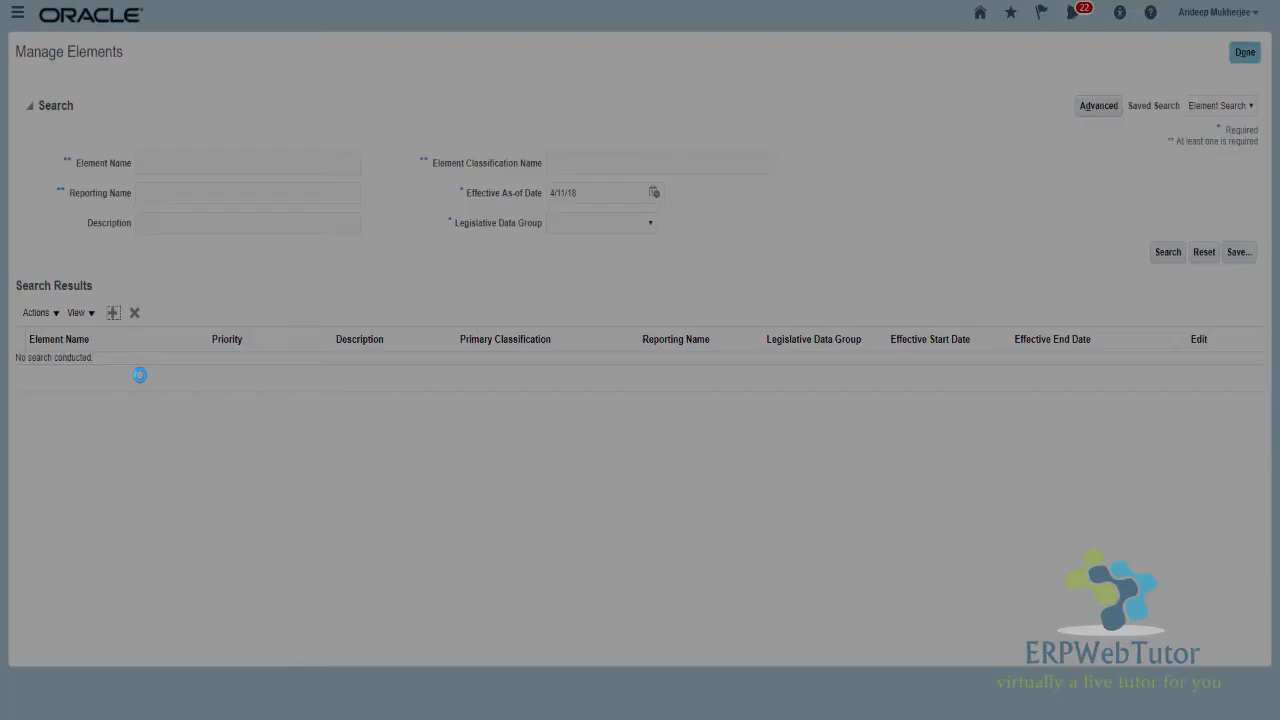 ORACLE
22
Arideep Mukherjee
Manage Elements
Done
Search
Advanced
Saved Search
Element Search
* Required
** At least one is required
** Element Name
** Element Classification Name
** Reporting Name
* Effective As-of Date
4/11/18
Description
* Legislative Data Group
Search
Reset
Save...
Search Results
Actions
View
Element Name
Priority
Description
Primary Classification
Reporting Name
Legislative Data Group
Effective Start Date
Effective End Date
Edit
No search conducted.
ERPWebTutor
virtually a live tutor for you